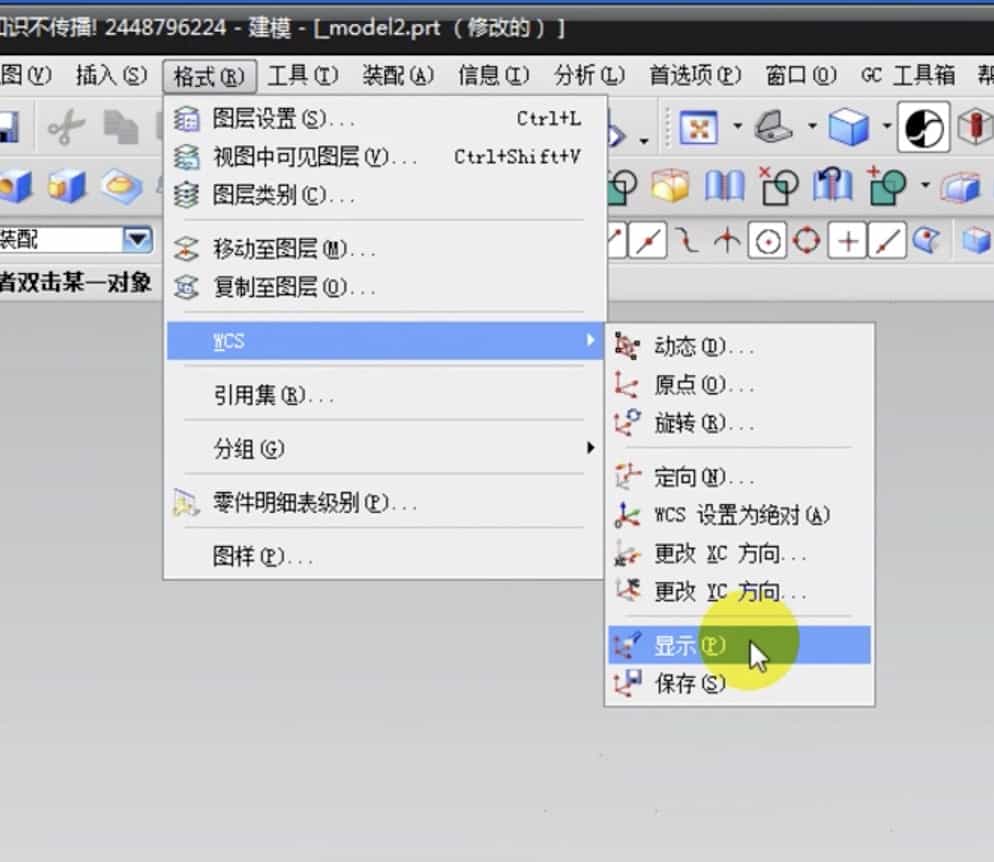 识不传播! 2448796224 - 建模 - [_model2.prt （修改的）]
图(V) 插入(S) 格式(R) 工具(T) 装配(A) 信息(I) 分析(L) 首选项(P) 窗口(O) GC 工具箱
图层设置(S)... Ctrl+L
视图中可见图层(V)... Ctrl+Shift+V
图层类别(C)...
装配
移动至图层(M)...
者双击某一对象
复制至图层(O)...
WCS
引用集(R)...
分组(G)
零件明细表级别(P)...
图样(P)...
动态(D)...
原点(O)...
旋转(R)...
定向(N)...
WCS 设置为绝对(A)
更改 XC 方向...
更改 YC 方向...
显示(P)
保存(S)